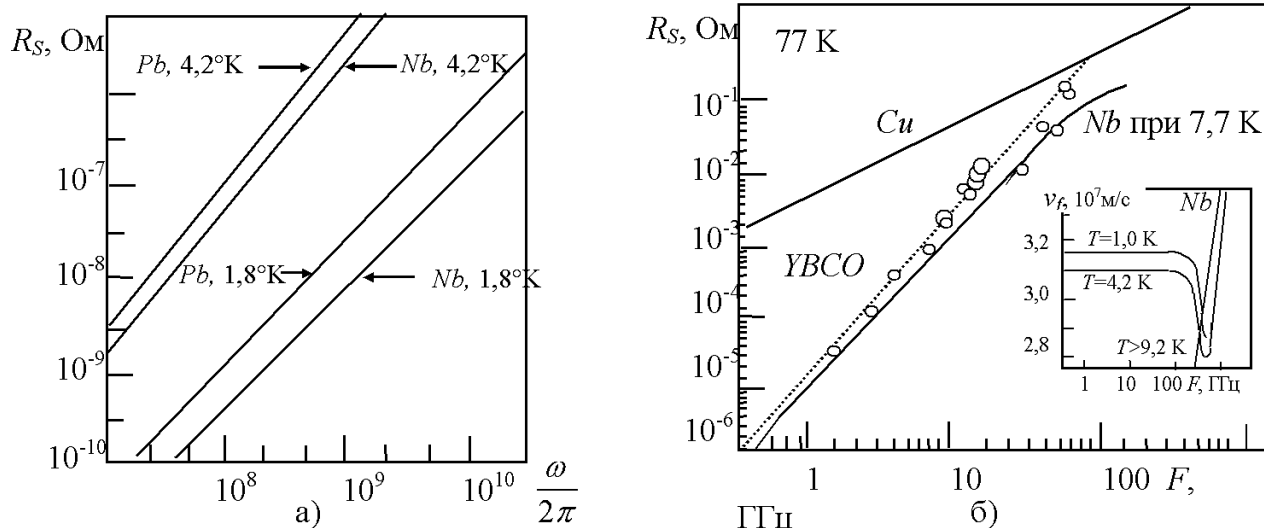 R_S, Ом
Pb, 4,2°K
Nb, 4,2°K
10^-7
Pb, 1,8°K
Nb, 1,8°K
10^-8
10^-9
10^-10
10^8
10^9
10^10
ω
2π
а)
R_S, Ом
77 К
10^-1
Cu
Nb при 7,7 К
10^-2
10^-3
YBCO
10^-4
10^-5
10^-6
v_f, 10^7м/с
Nb
3,2
T=1,0 К
T=4,2 К
3,0
2,8
T>9,2 К
1
10
100
F, ГГц
1
10
100
F,
ГГц
б)